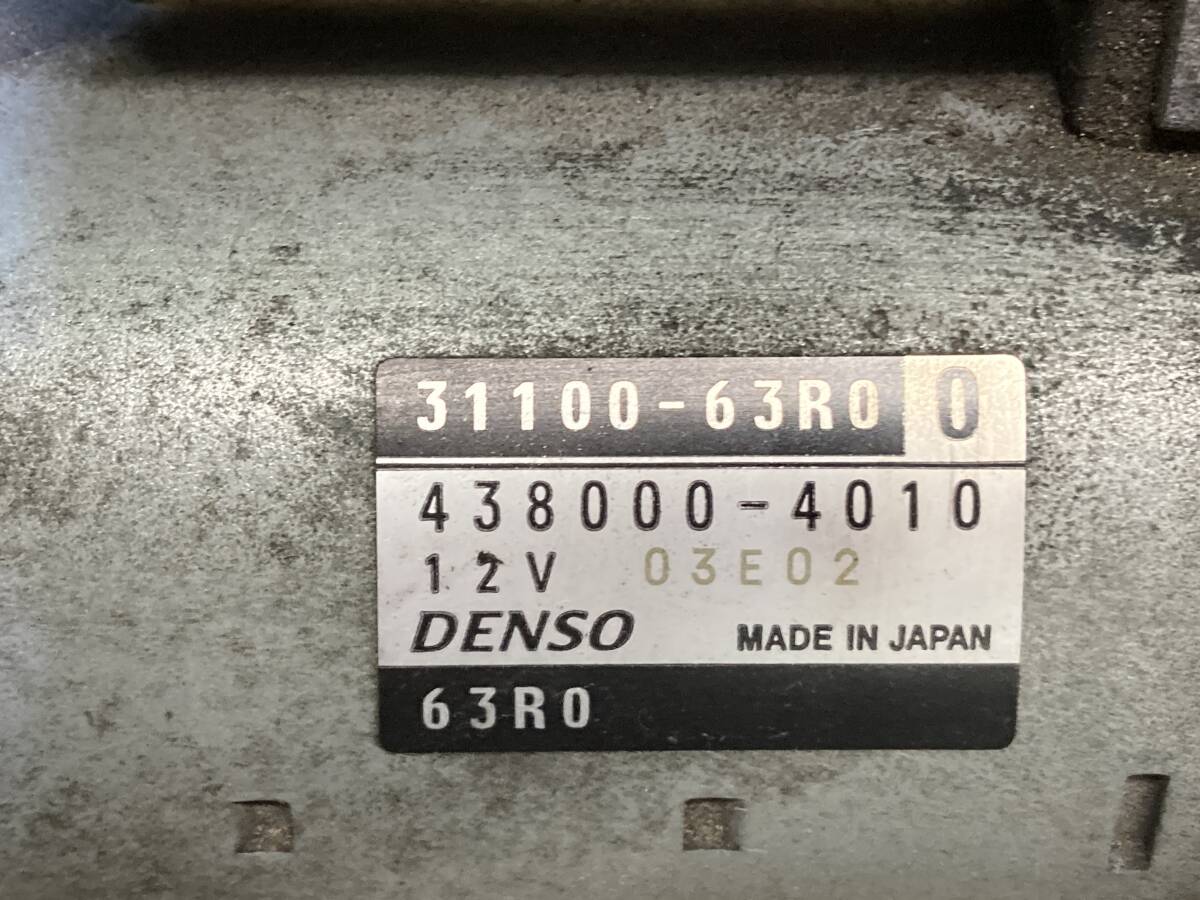 31100-63R0 0
438000-4010
12V 03E02
DENSO MADE IN JAPAN
63R0